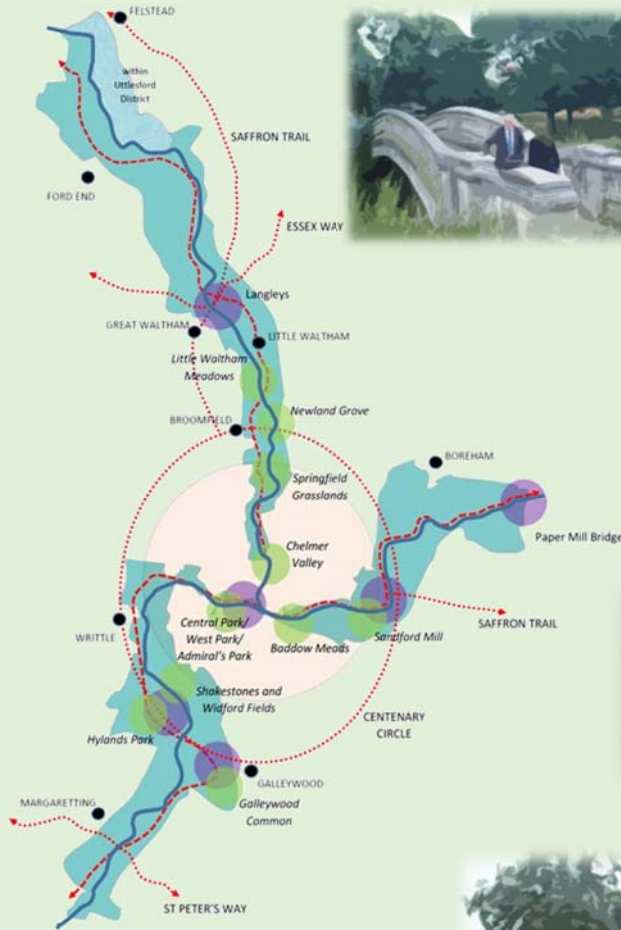 FELSTEAD
within
Uttlesford
District
SAFFRON TRAIL
FORD END
ESSEX WAY
Langleys
GREAT WALTHAM
LITTLE WALTHAM
Little Waltham
Meadows
Newland Grove
BROOMFIELD
BOREHAM
Springfield
Grasslands
Paper Mill Bridge
Chelmer
Valley
Central Park/
West Park/
Admiral's Park
Baddow Meads
Sandford Mill
SAFFRON TRAIL
WRITTLE
Shakestones and
Widford Fields
CENTENARY
CIRCLE
Hylands Park
GALLEYWOOD
Galleywood
Common
MARGARETTING
ST PETER'S WAY